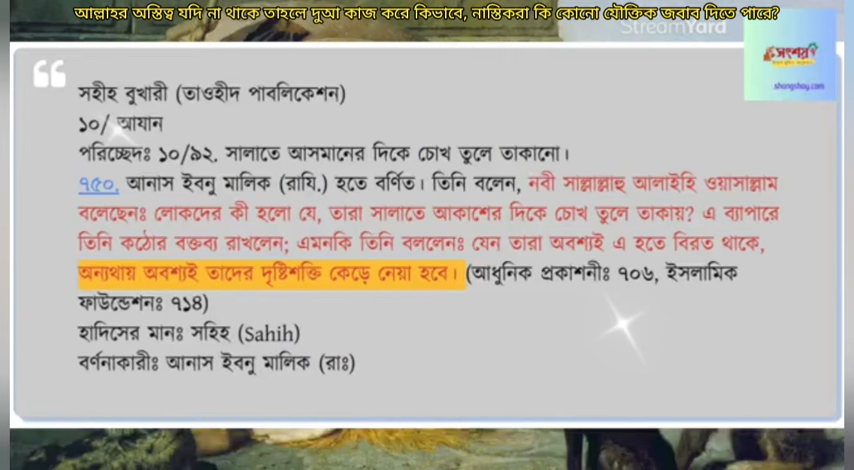 আল্লাহর অস্তিত্ব যদি না থাকে তাহলে দুআ কাজ করে কিভাবে, নাস্তিকরা কি কোনো যৌক্তিক জবাব দিতে পারে?
StreamYard
সংশয়
.shongshoy.com
সহীহ বুখারী (তাওহীদ পাবলিকেশন)
১০/ আযান
পরিচ্ছেদঃ ১০/৯২. সালাতে আসমানের দিকে চোখ তুলে তাকানো।
৭৫০. আনাস ইবনু মালিক (রাযি.) হতে বর্ণিত। তিনি বলেন, নবী সাল্লাল্লাহু আলাইহি ওয়াসাল্লাম
বলেছেনঃ লোকদের কী হলো যে, তারা সালাতে আকাশের দিকে চোখ তুলে তাকায়? এ ব্যাপারে
তিনি কঠোর বক্তব্য রাখলেন; এমনকি তিনি বললেনঃ যেন তারা অবশ্যই এ হতে বিরত থাকে,
অন্যথায় অবশ্যই তাদের দৃষ্টিশক্তি কেড়ে নেয়া হবে। (আধুনিক প্রকাশনীঃ ৭০৬, ইসলামিক
ফাউন্ডেশনঃ ৭১৪)
হাদিসের মানঃ সহিহ (Sahih)
বর্ণনাকারীঃ আনাস ইবনু মালিক (রাঃ)